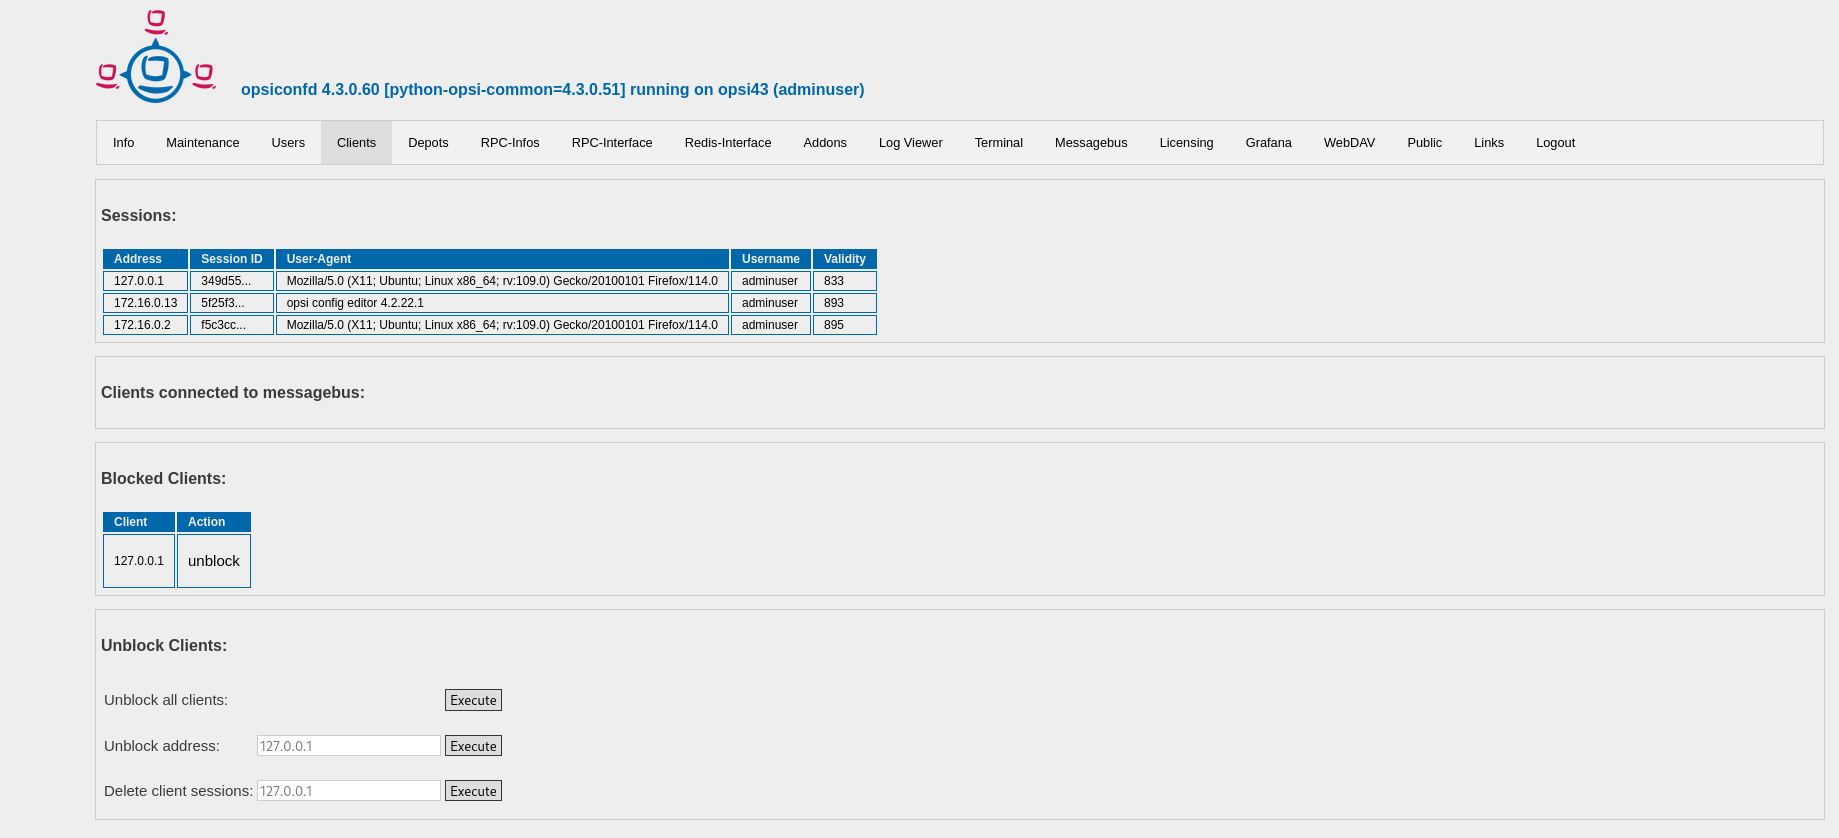 opsiconfd 4.3.0.60 [python-opsi-common=4.3.0.51] running on opsi43 (adminuser)
Info Maintenance Users Clients Depots RPC-Infos RPC-Interface Redis-Interface Addons Log Viewer Terminal Messagebus Licensing Grafana WebDAV Public Links Logout
Sessions:
Address Session ID User-Agent Username Validity
127.0.0.1 349d55... Mozilla/5.0 (X11; Ubuntu; Linux x86_64; rv:109.0) Gecko/20100101 Firefox/114.0 adminuser 833
172.16.0.13 5f25f3... opsi config editor 4.2.22.1 adminuser 893
172.16.0.2 f5c3cc... Mozilla/5.0 (X11; Ubuntu; Linux x86_64; rv:109.0) Gecko/20100101 Firefox/114.0 adminuser 895
Clients connected to messagebus:
Blocked Clients:
Client Action
127.0.0.1 unblock
Unblock Clients:
Unblock all clients: Execute
Unblock address: 127.0.0.1 Execute
Delete client sessions: 127.0.0.1 Execute